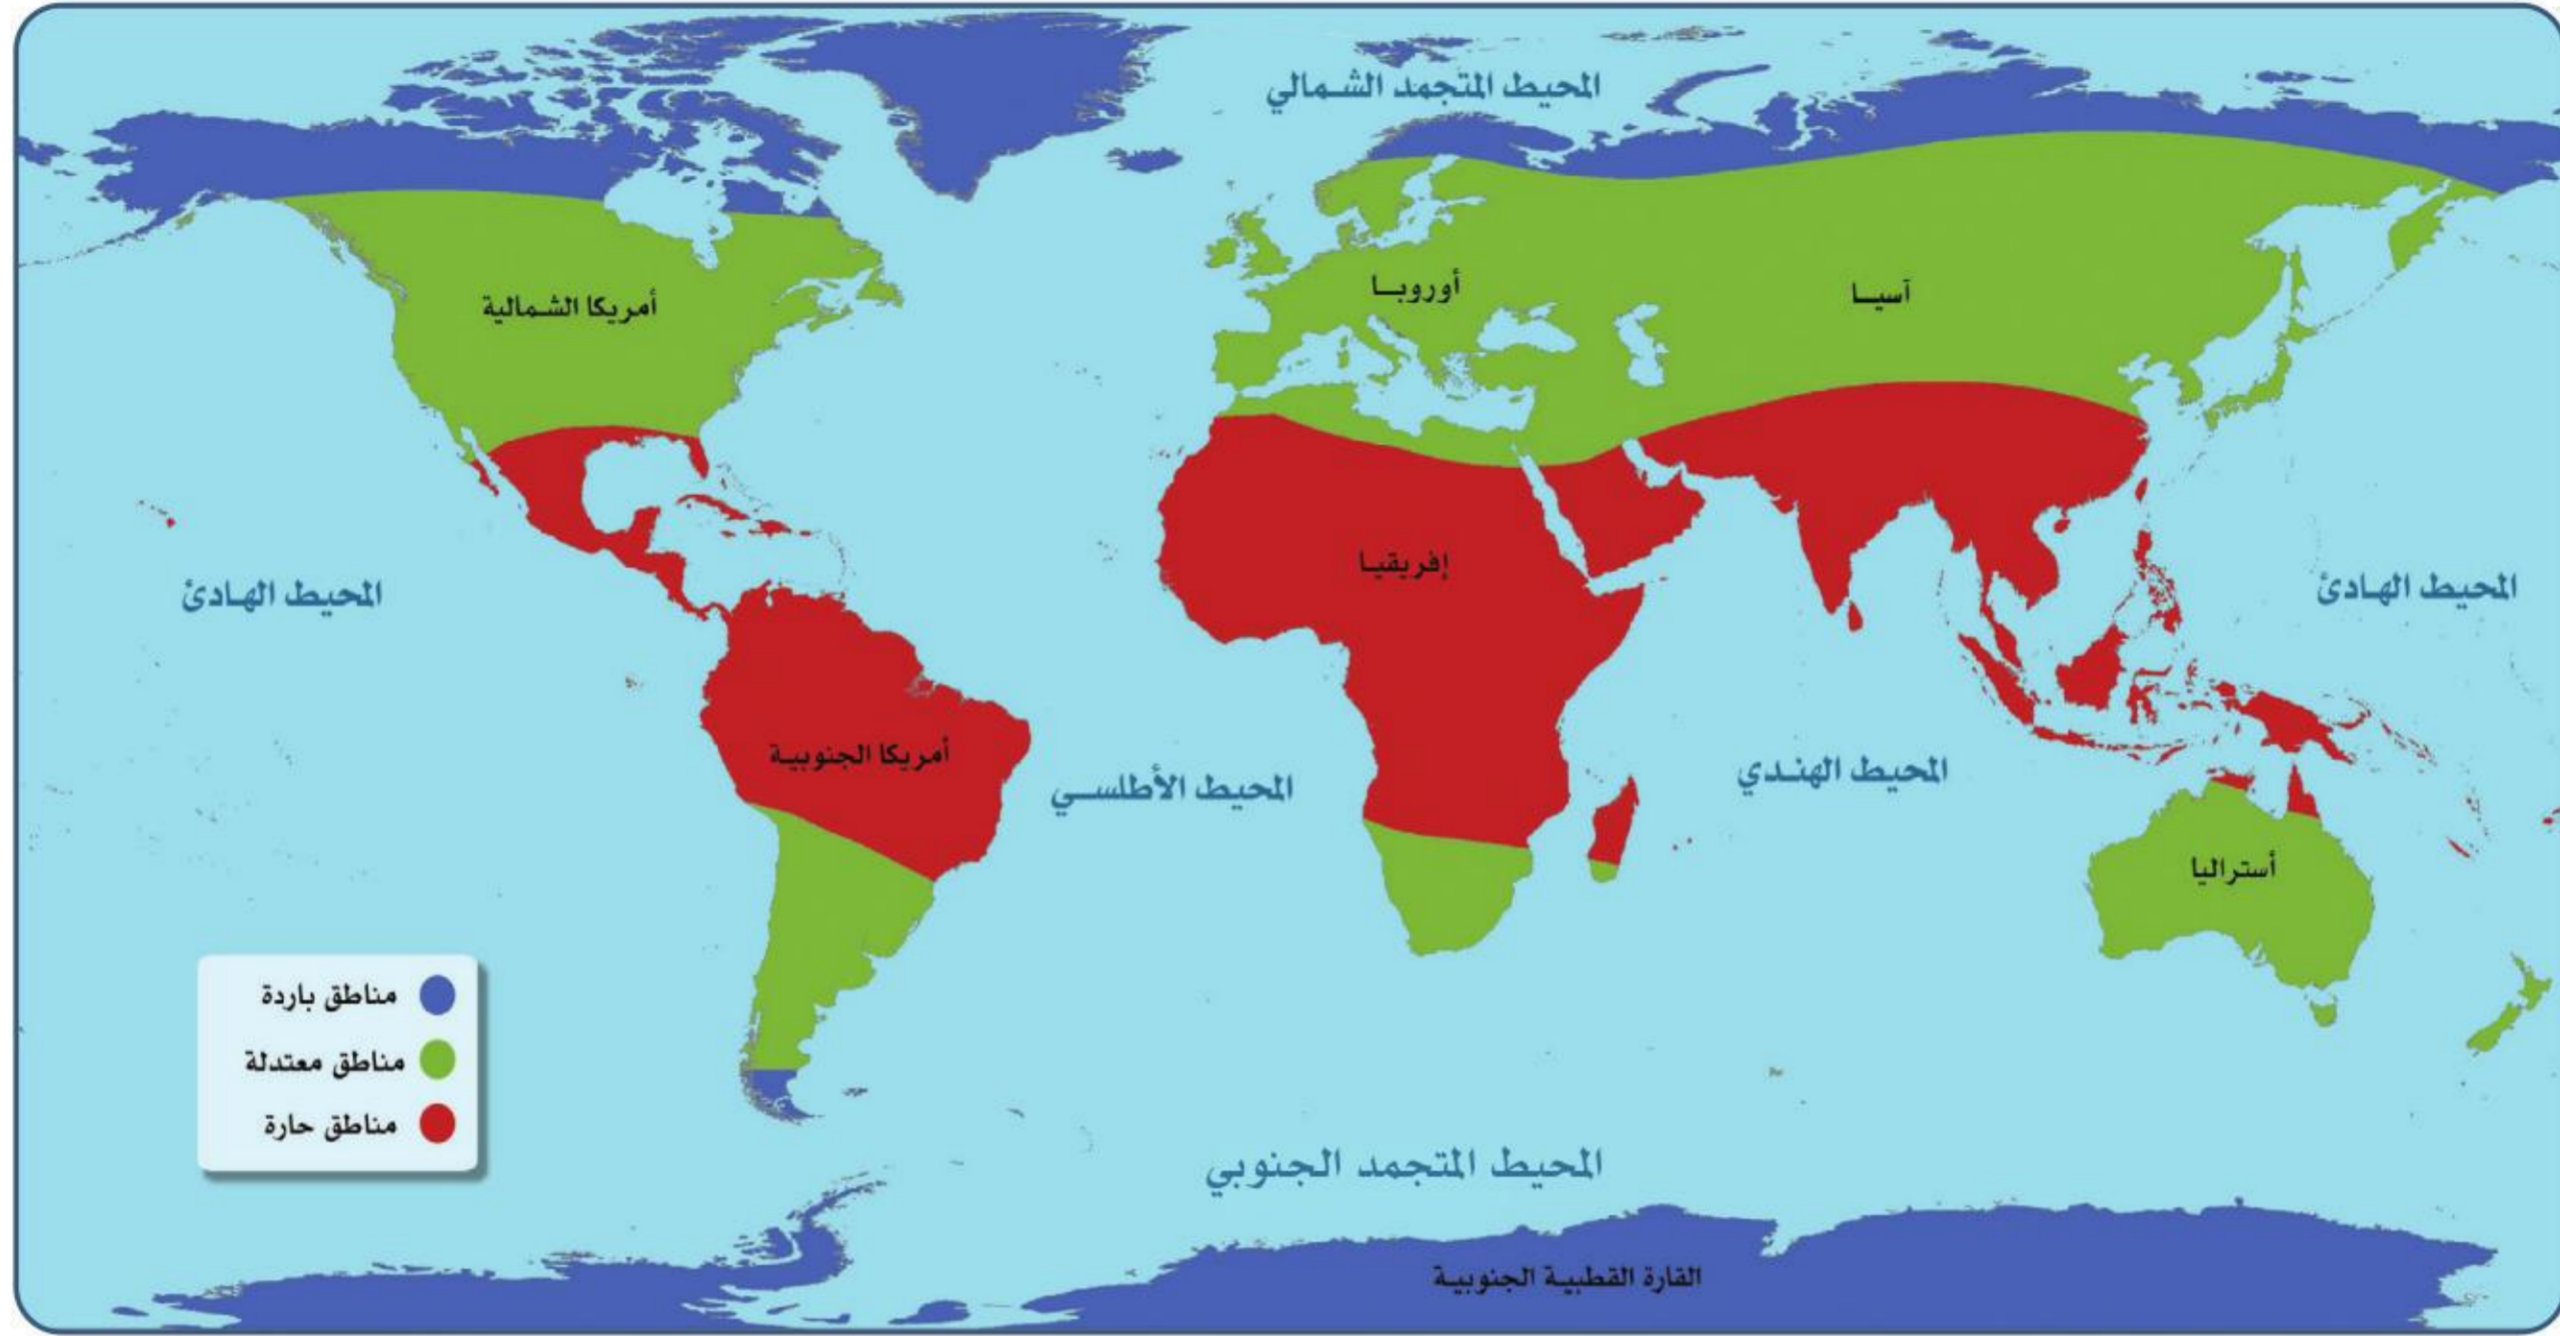 المحيط المتجمد الشمالي
أوروبا
آسيا
أمريكا الشمالية
إفريقيا
المحيط الهادئ
المحيط الهادئ
أمريكا الجنوبية
المحيط الهندي
المحيط الأطلسي
أستراليا
مناطق باردة
مناطق معتدلة
مناطق حارة
المحيط المتجمد الجنوبي
القارة القطبية الجنوبية